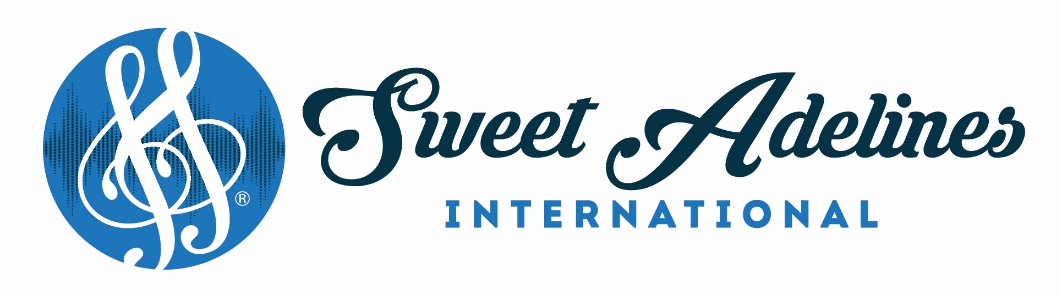 Sweet Adelines
INTERNATIONAL
®